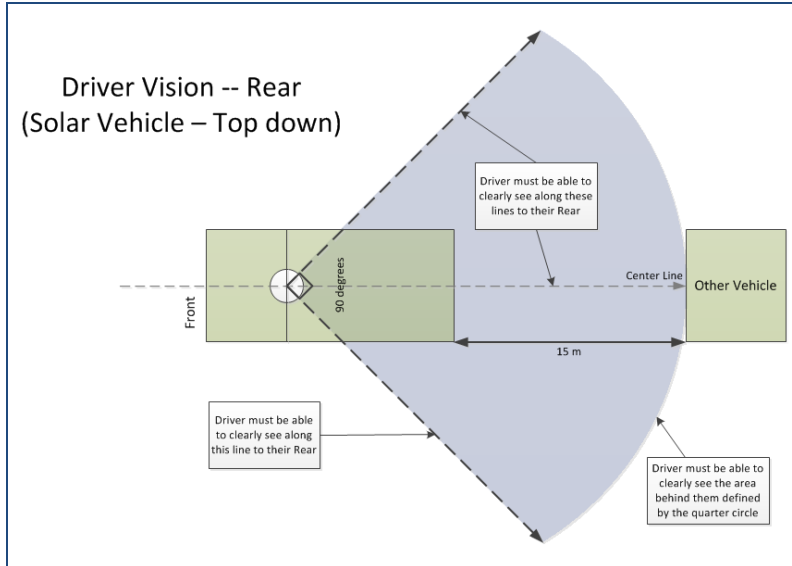 Driver Vision -- Rear
(Solar Vehicle – Top down)
Driver must be able to
clearly see along these
lines to their Rear
Front
90 degrees
Center Line
Other Vehicle
15 m
Driver must be able
to clearly see along
this line to their Rear
Driver must be able to
clearly see the area
behind them defined
by the quarter circle